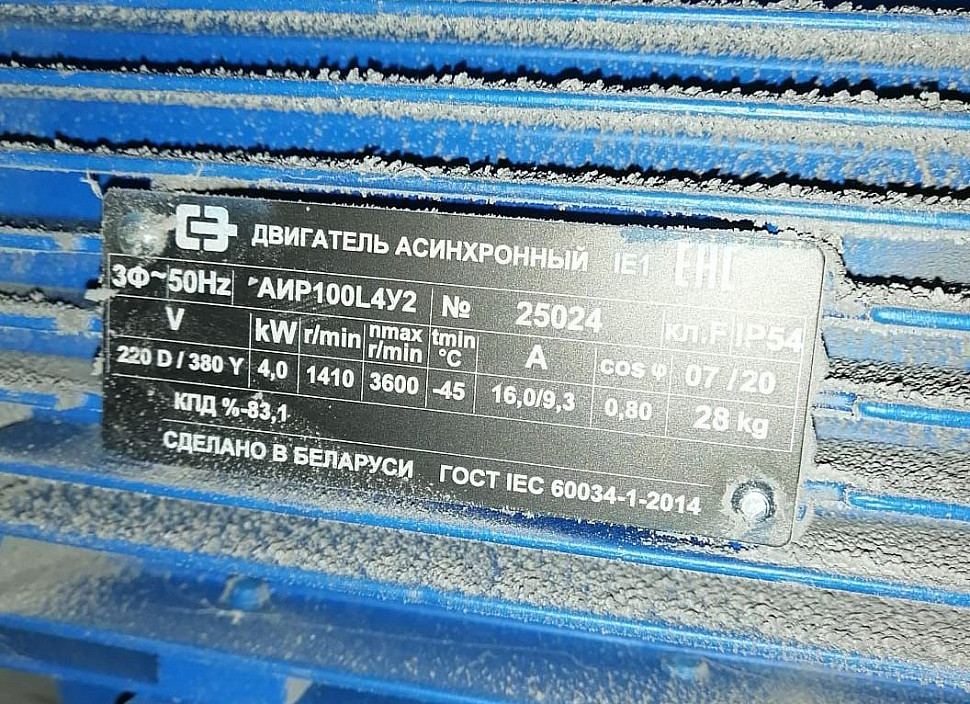 ДВИГАТЕЛЬ АСИНХРОННЫЙ IE1 EAC
3Ф~50Hz АИР100L4У2 № 25024 кл.F IP54
V kW r/min nmax r/min tmin °C A cos φ 07 /20
220 D / 380 Y 4,0 1410 3600 -45 16,0/9,3 0,80 28 kg
КПД %-83,1
СДЕЛАНО В БЕЛАРУСИ ГОСТ IEC 60034-1-2014